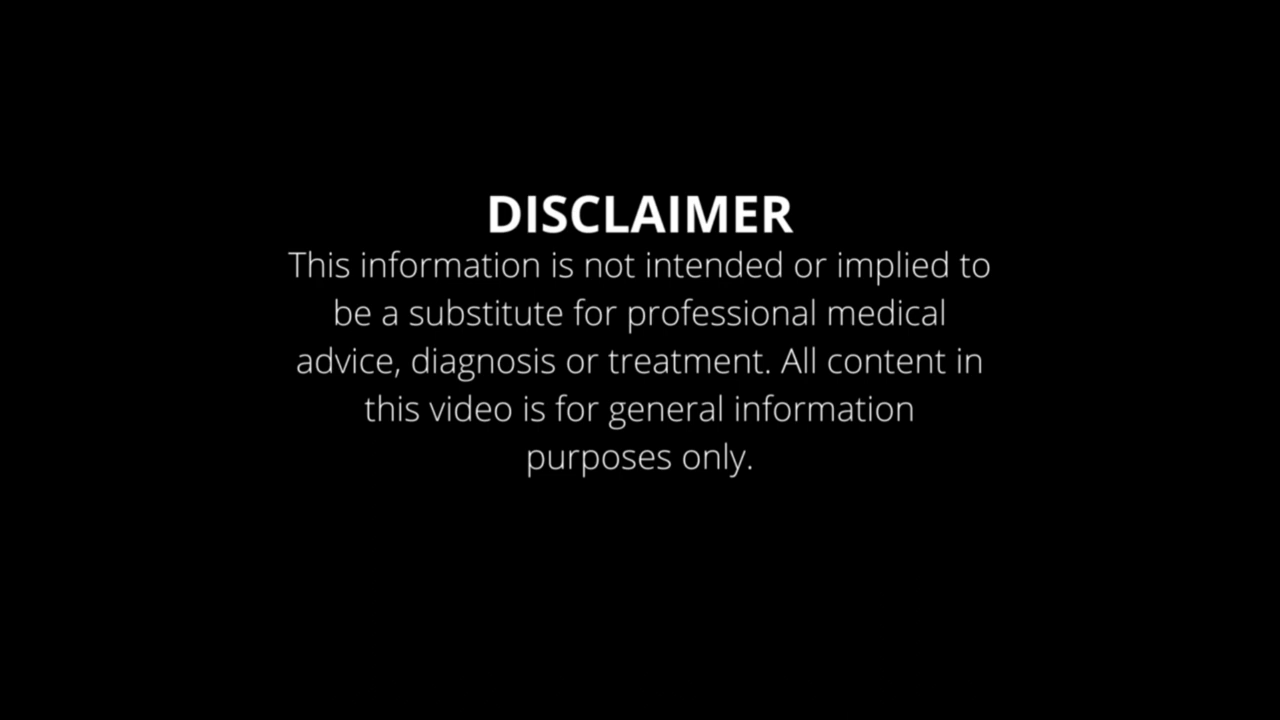 DISCLAIMER
This information is not intended or implied to
be a substitute for professional medical
advice, diagnosis or treatment. All content in
this video is for general information
purposes only.